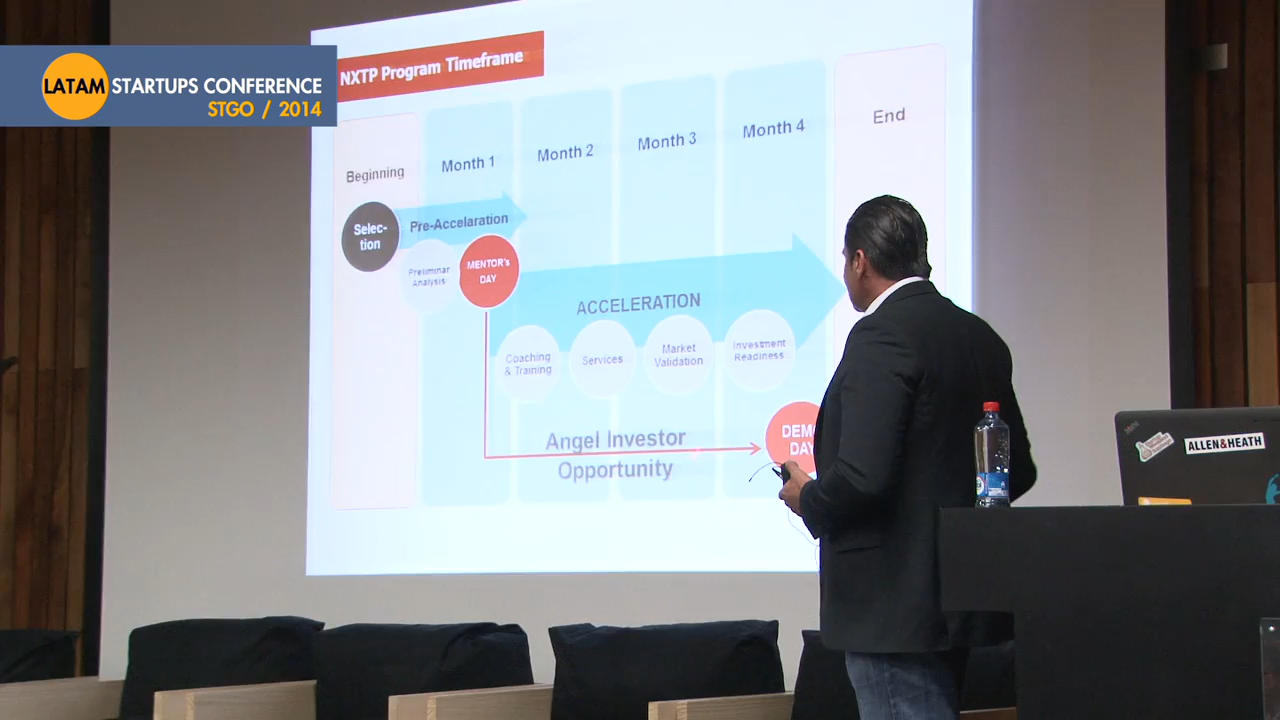 LATAM STARTUPS CONFERENCE
STGO / 2014
NXTP Program Timeframe
Beginning
Month 1
Month 2
Month 3
Month 4
End
Selec-
tion
Pre-Accelaration
Preliminar
Analysis
MENTOR's
DAY
ACCELERATION
Coaching
& Training
Services
Market
Validation
Investment
Readiness
Angel Investor
Opportunity
DEM
DAY
ALLEN&HEATH